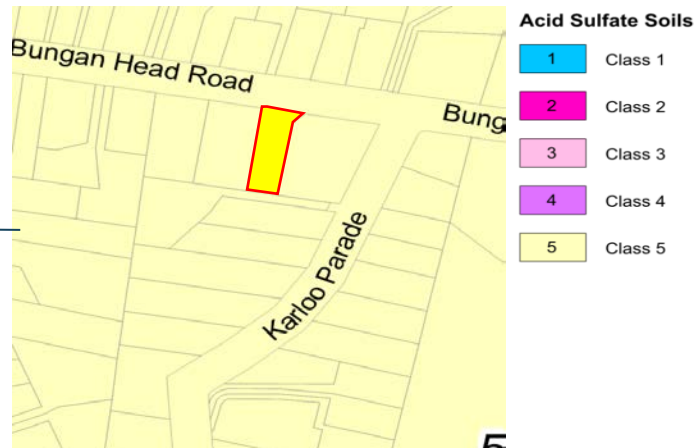 Bungan Head Road
Bung
Karloo Parade
5
Acid Sulfate Soils
1 Class 1
2 Class 2
3 Class 3
4 Class 4
5 Class 5